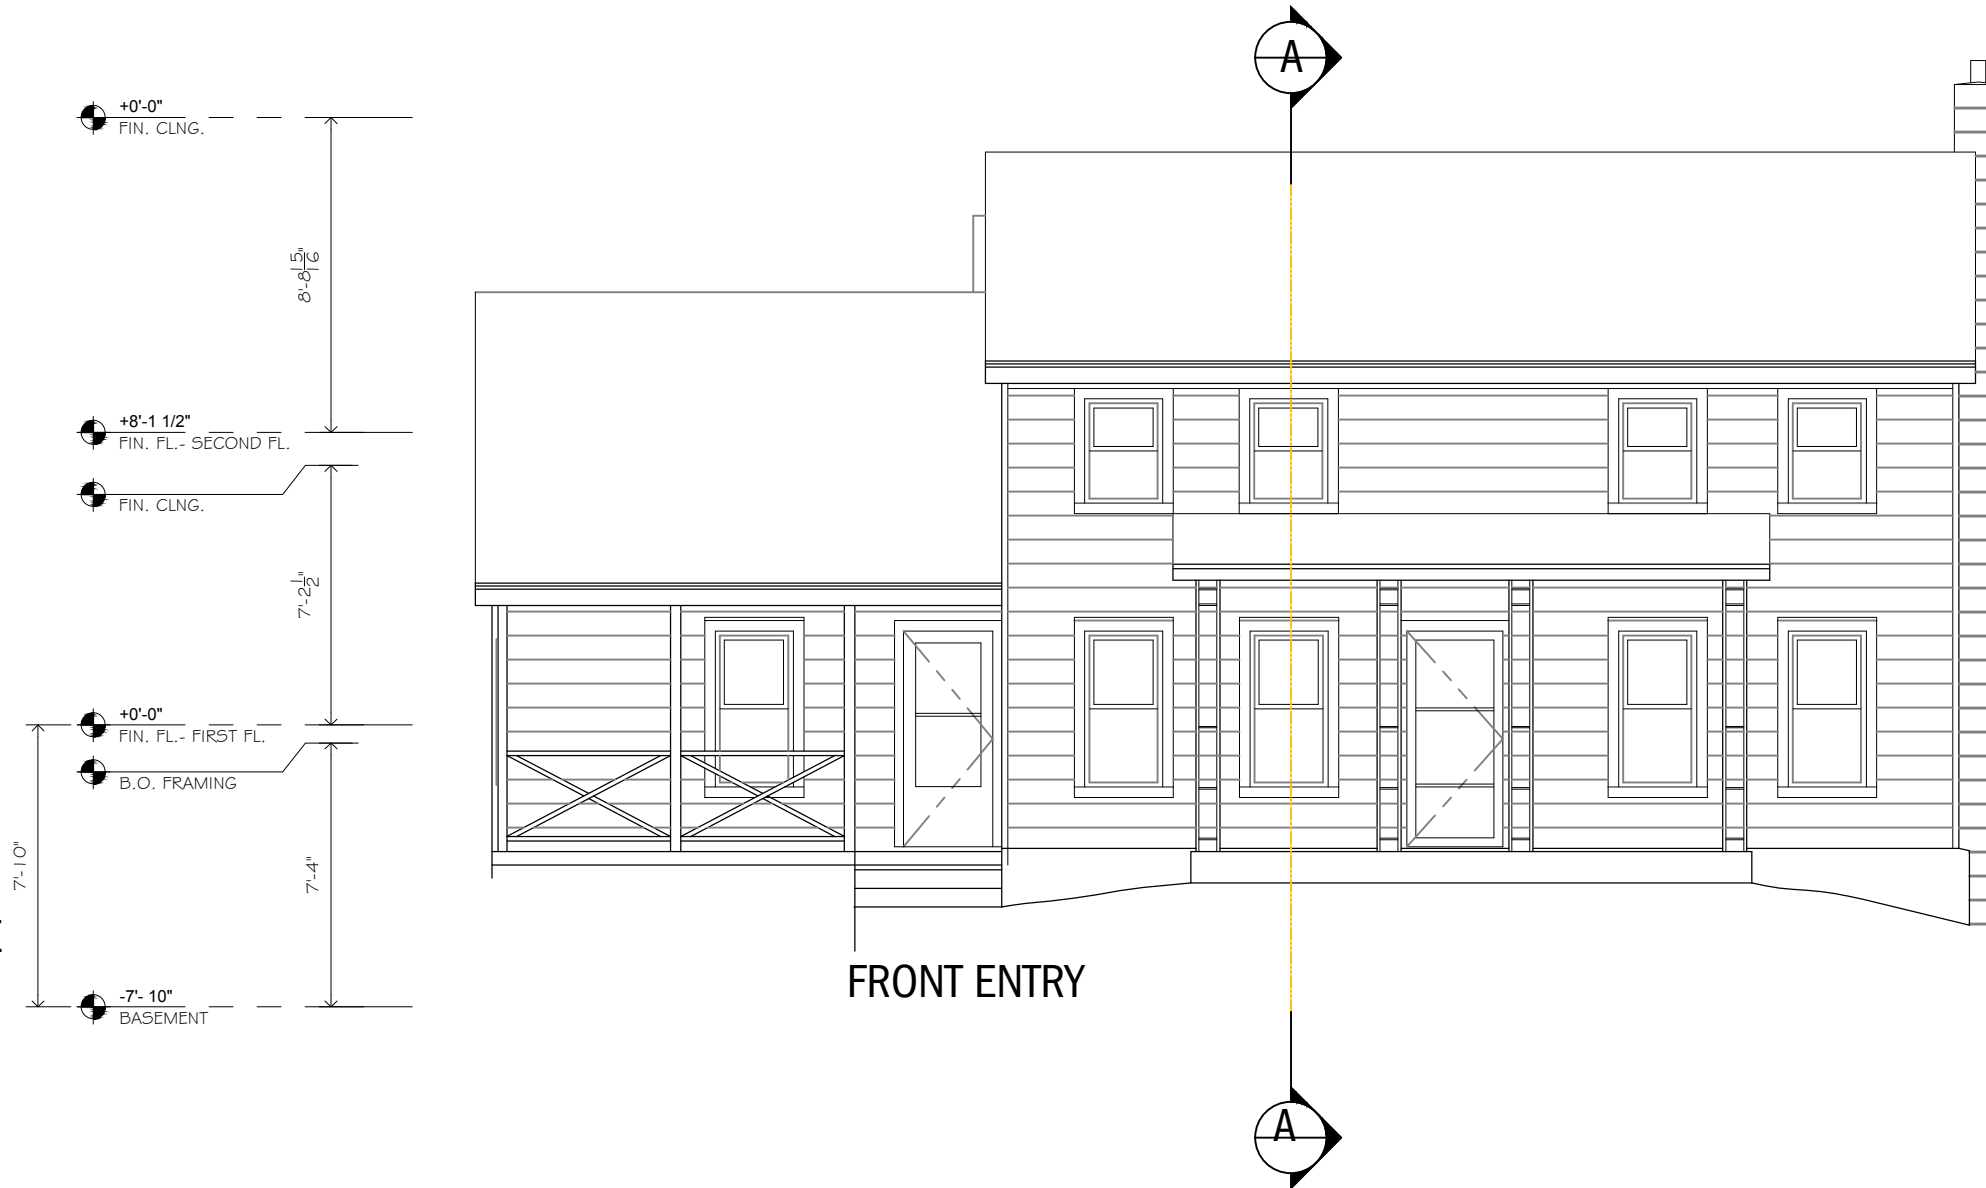 A
+0'-0"
FIN. CLNG.
8'-8 15/16"
+8'-1 1/2"
FIN. FL.- SECOND FL.
FIN. CLNG.
7'-2 1/2"
+0'-0"
FIN. FL.- FIRST FL.
B.O. FRAMING
7'-10"
7'-4"
FRONT ENTRY
-7'- 10"
BASEMENT
A